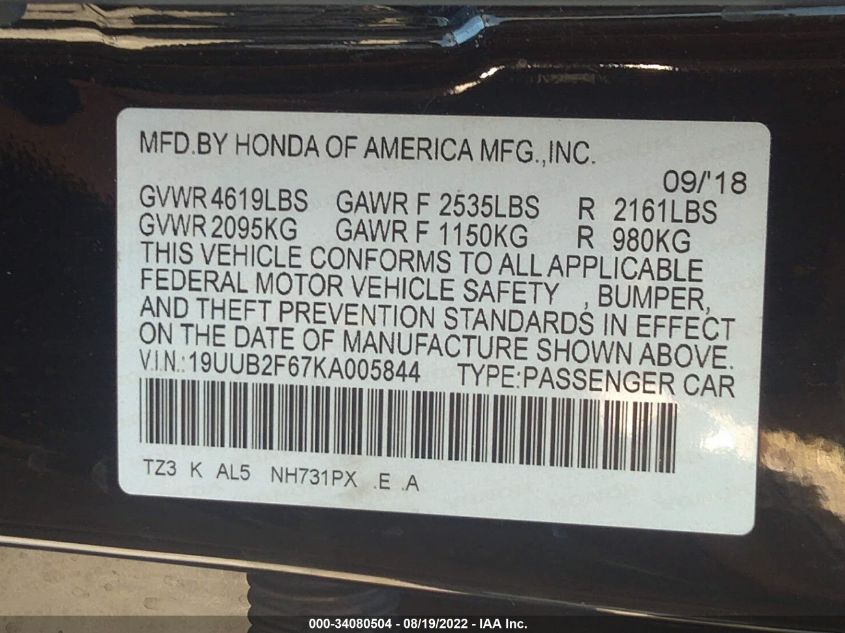 MFD.BY HONDA OF AMERICA MFG.,INC.
09/'18
GVWR 4619LBS GAWR F 2535LBS R 2161LBS
GVWR 2095KG GAWR F 1150KG R 980KG
THIS VEHICLE CONFORMS TO ALL APPLICABLE
FEDERAL MOTOR VEHICLE SAFETY , BUMPER,
AND THEFT PREVENTION STANDARDS IN EFFECT
ON THE DATE OF MANUFACTURE SHOWN ABOVE.
V.I.N.:19UUB2F67KA005844 TYPE:PASSENGER CAR
TZ3 K AL5 NH731PX .E .A
000-34080504 - 08/19/2022 - IAA Inc.